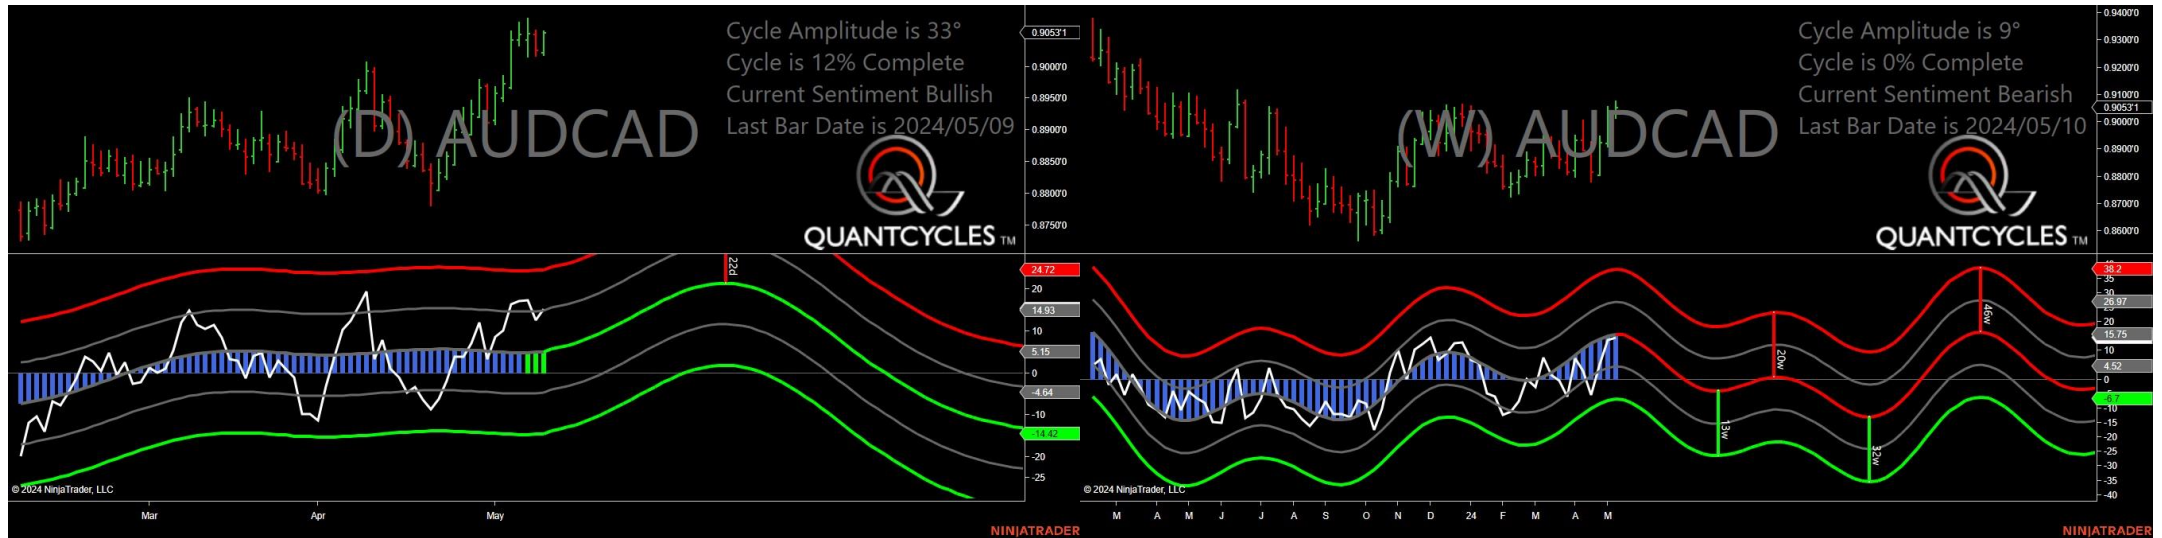 Cycle Amplitude is 33°
Cycle is 12% Complete
Current Sentiment Bullish
Last Bar Date is 2024/05/09
(D) AUDCAD
QUANTCYCLES TM
0.9053'1
0.9000'0
0.8950'0
0.8900'0
0.8850'0
0.8800'0
0.8750'0
22d
24.72
20
14.93
10
5.15
0
-4.64
-10
-14.42
-20
-25
© 2024 NinjaTrader, LLC
Mar Apr May
NINJATRADER
Cycle Amplitude is 9°
Cycle is 0% Complete
Current Sentiment Bearish
Last Bar Date is 2024/05/10
(W) AUDCAD
QUANTCYCLES TM
0.9400'0
0.9300'0
0.9200'0
0.9100'0
0.9053'1
0.9000'0
0.8900'0
0.8800'0
0.8700'0
0.8600'0
13w
20w
32w
46w
38.2
35
30
26.97
20
15.75
10
4.52
0
-6.7
-10
-15
-20
-25
-30
-35
-40
© 2024 NinjaTrader, LLC
M A M J J A S O N D 24 F M A M
NINJATRADER